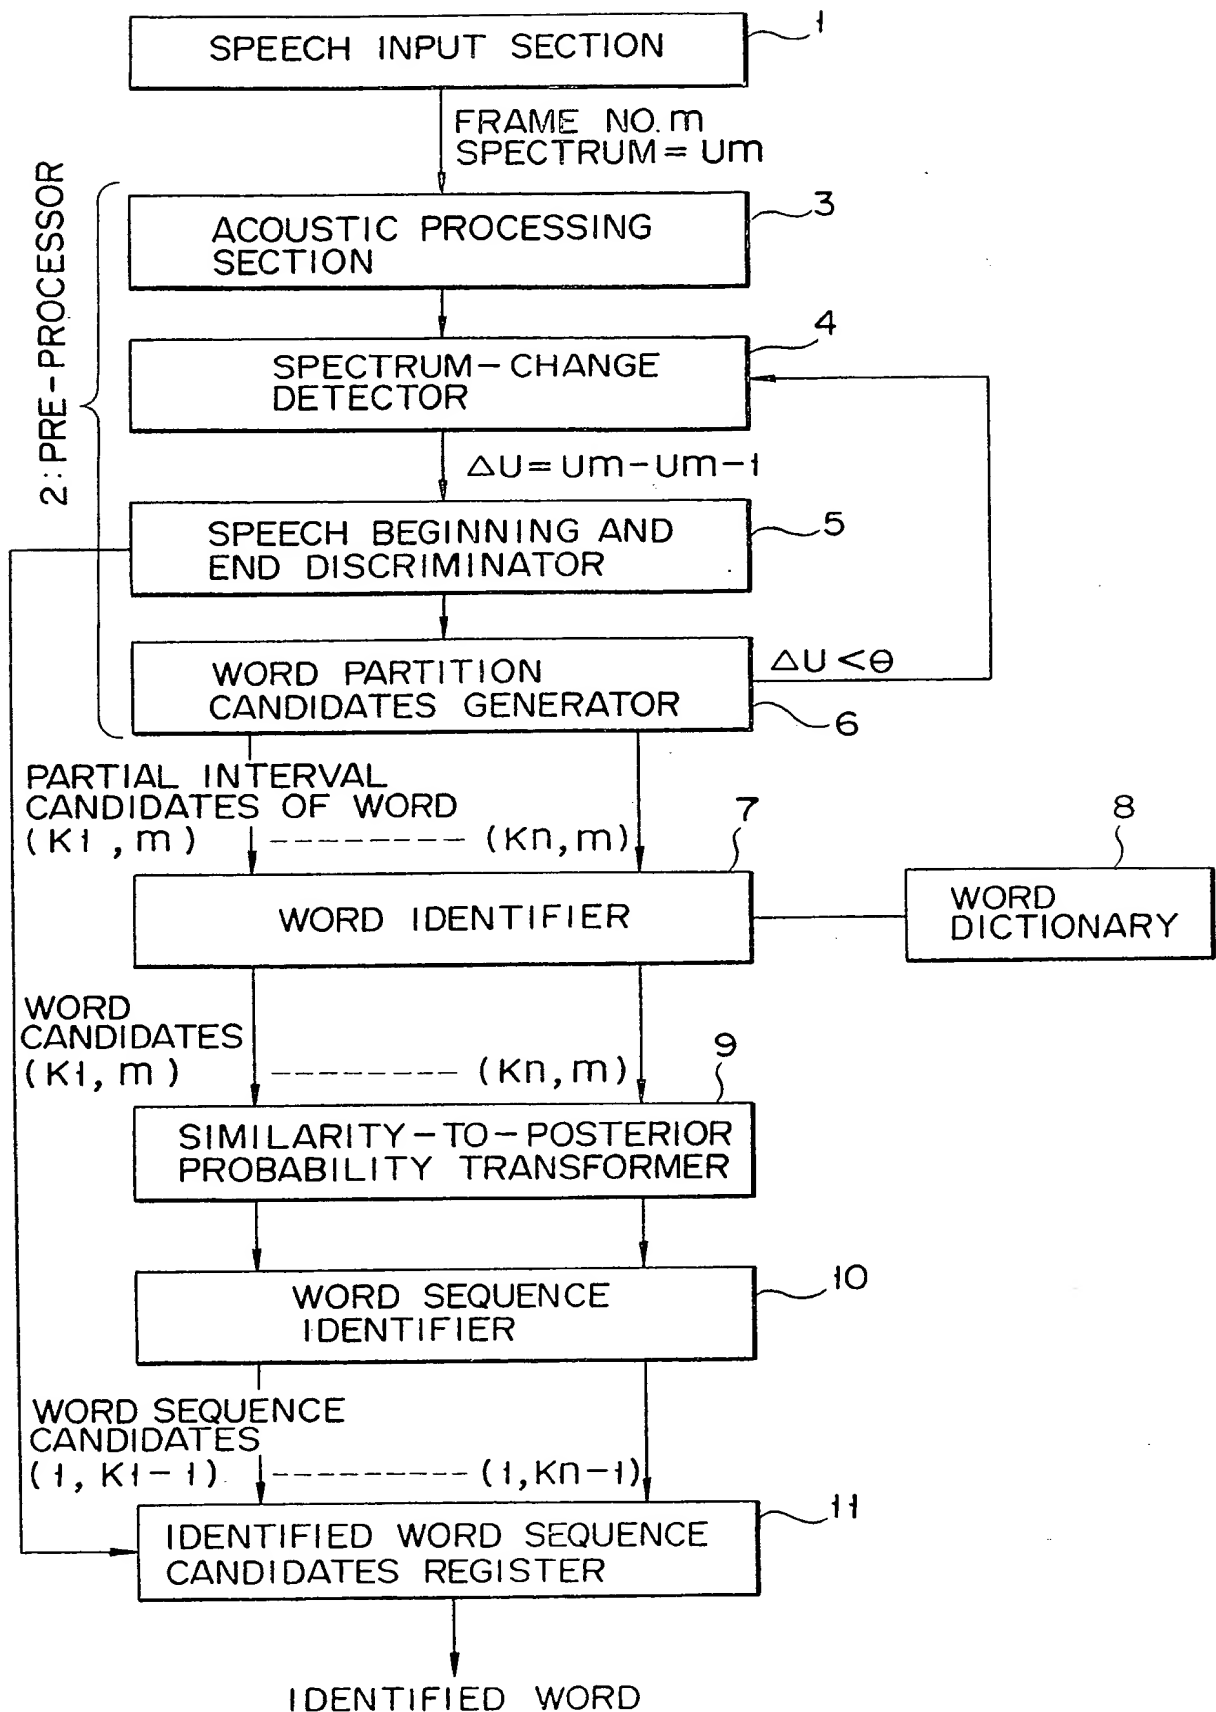 SPEECH INPUT SECTION
1
FRAME NO. m
SPECTRUM = Um
2: PRE-PROCESSOR
ACOUSTIC PROCESSING
SECTION
3
SPECTRUM-CHANGE
DETECTOR
4
△U = Um-Um-1
SPEECH BEGINNING AND
END DISCRIMINATOR
5
WORD PARTITION
CANDIDATES GENERATOR
△U<θ
6
PARTIAL INTERVAL
CANDIDATES OF WORD
(K1, m) --------- (Kn, m)
WORD IDENTIFIER
7
WORD
DICTIONARY
8
WORD
CANDIDATES
(K1, m) -------- (Kn, m)
SIMILARITY-TO-POSTERIOR
PROBABILITY TRANSFORMER
9
WORD SEQUENCE
IDENTIFIER
10
WORD SEQUENCE
CANDIDATES
(1, K1-1) --------- (1, Kn-1)
IDENTIFIED WORD SEQUENCE
CANDIDATES REGISTER
11
IDENTIFIED WORD